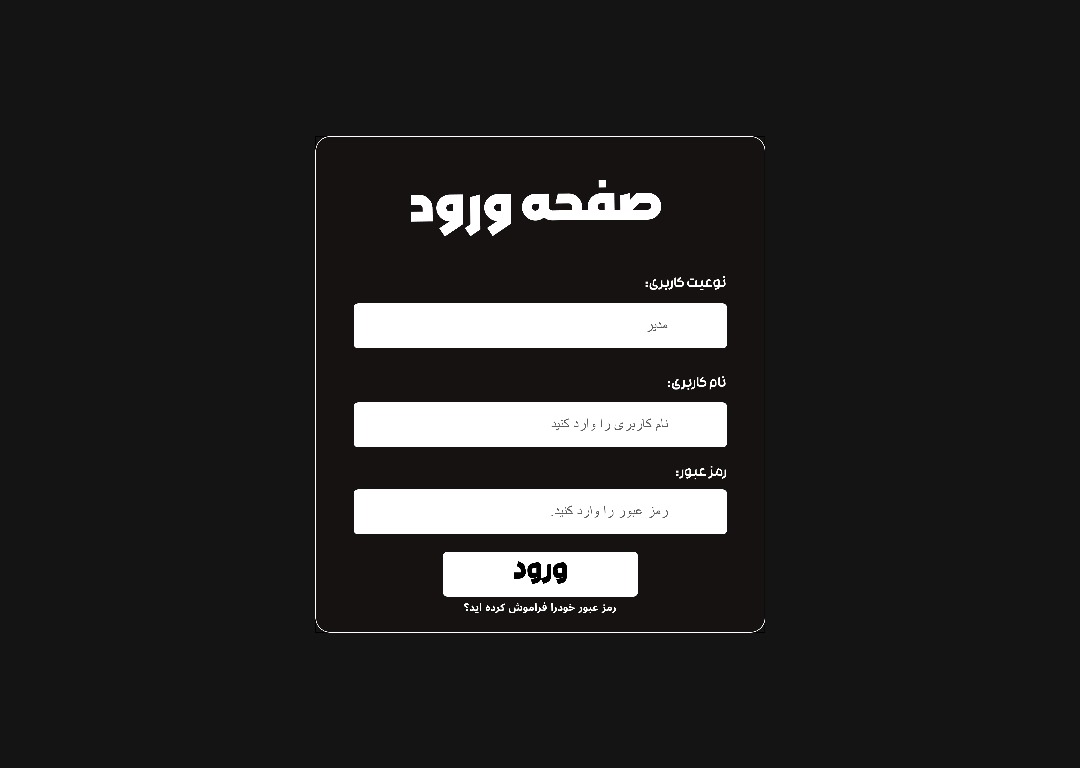 صفحه ورود
نوعیت کاربری:
مدیر
نام کاربری:
نام کاربری را وارد کنید
رمز عبور:
رمز عبور را وارد کنید.
ورود
رمز عبور خودرا فراموش کرده اید؟